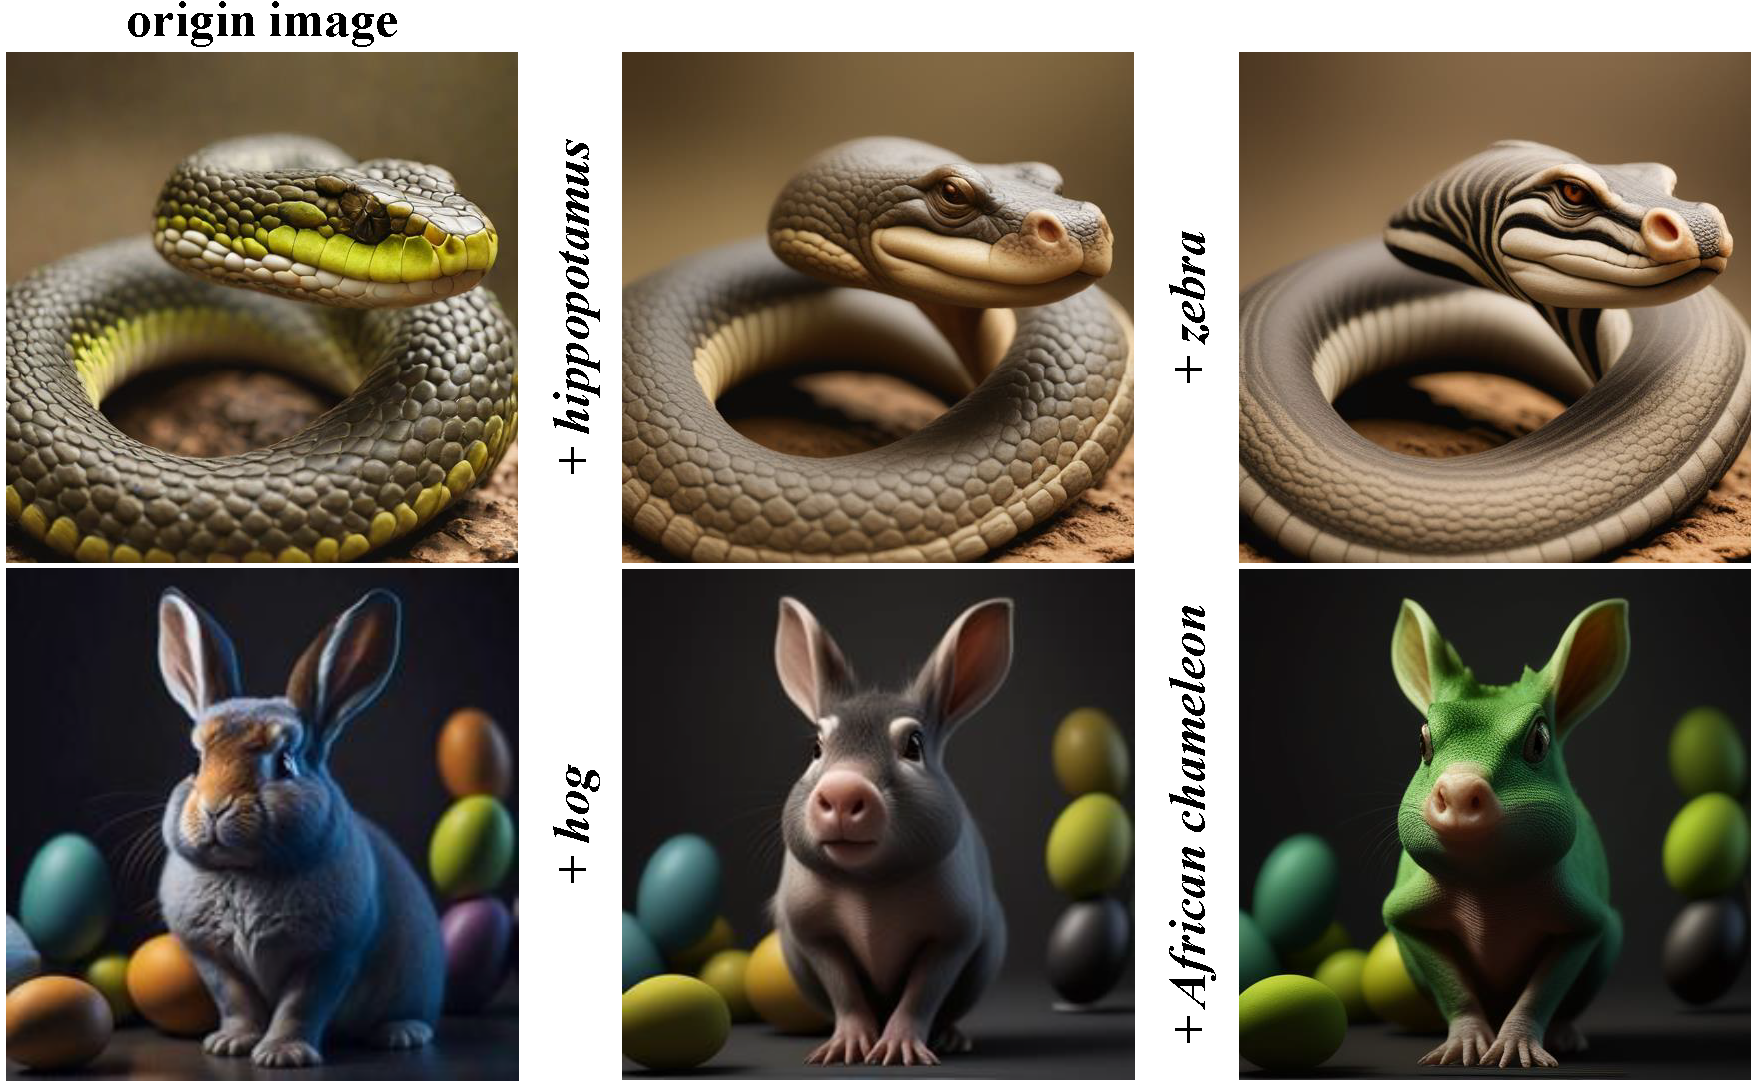 origin image
+ hippopotamus
+ zebra
+ hog
+ African chameleon